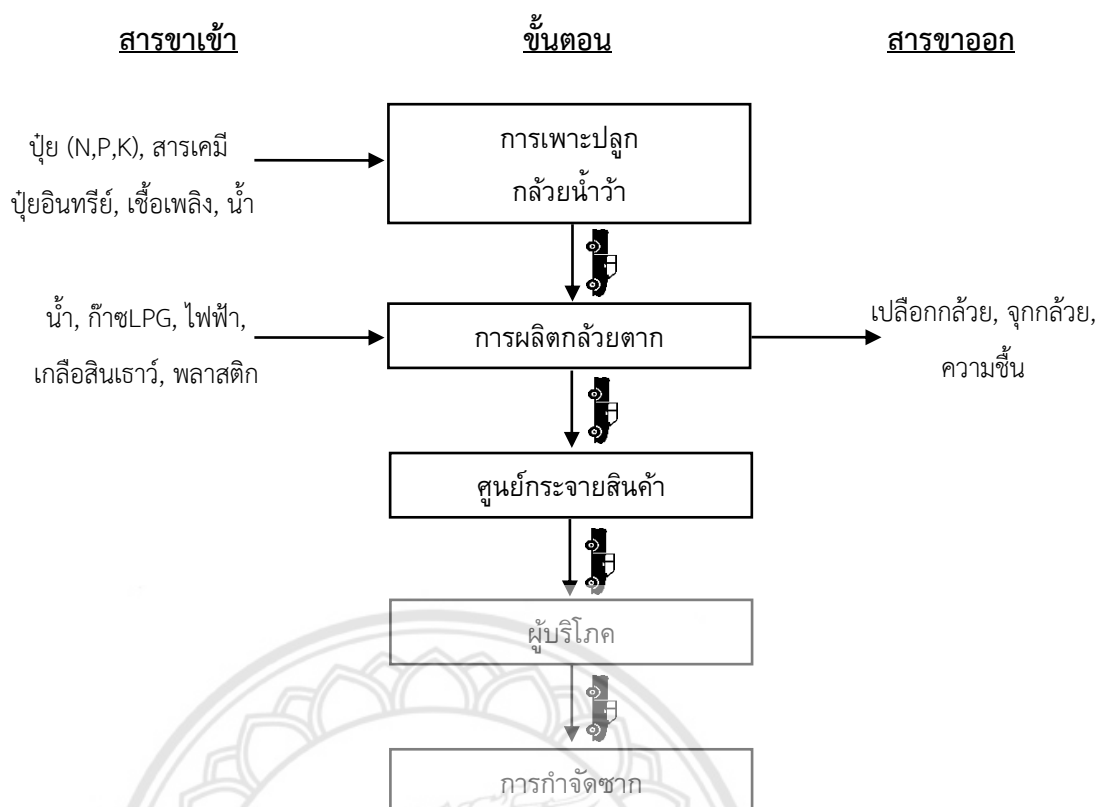 สารขาเข้า
ขั้นตอน
สารขาออก
ปุ๋ย (N,P,K), สารเคมี
ปุ๋ยอินทรีย์, เชื้อเพลิง, น้ำ
การเพาะปลูก
กล้วยน้ำว้า
น้ำ, ก๊าซLPG, ไฟฟ้า,
เกลือสินเธาว์, พลาสติก
การผลิตกล้วยตาก
เปลือกกล้วย, จุกกล้วย,
ความชื้น
ศูนย์กระจายสินค้า
ผู้บริโภค
การกำจัดซาก